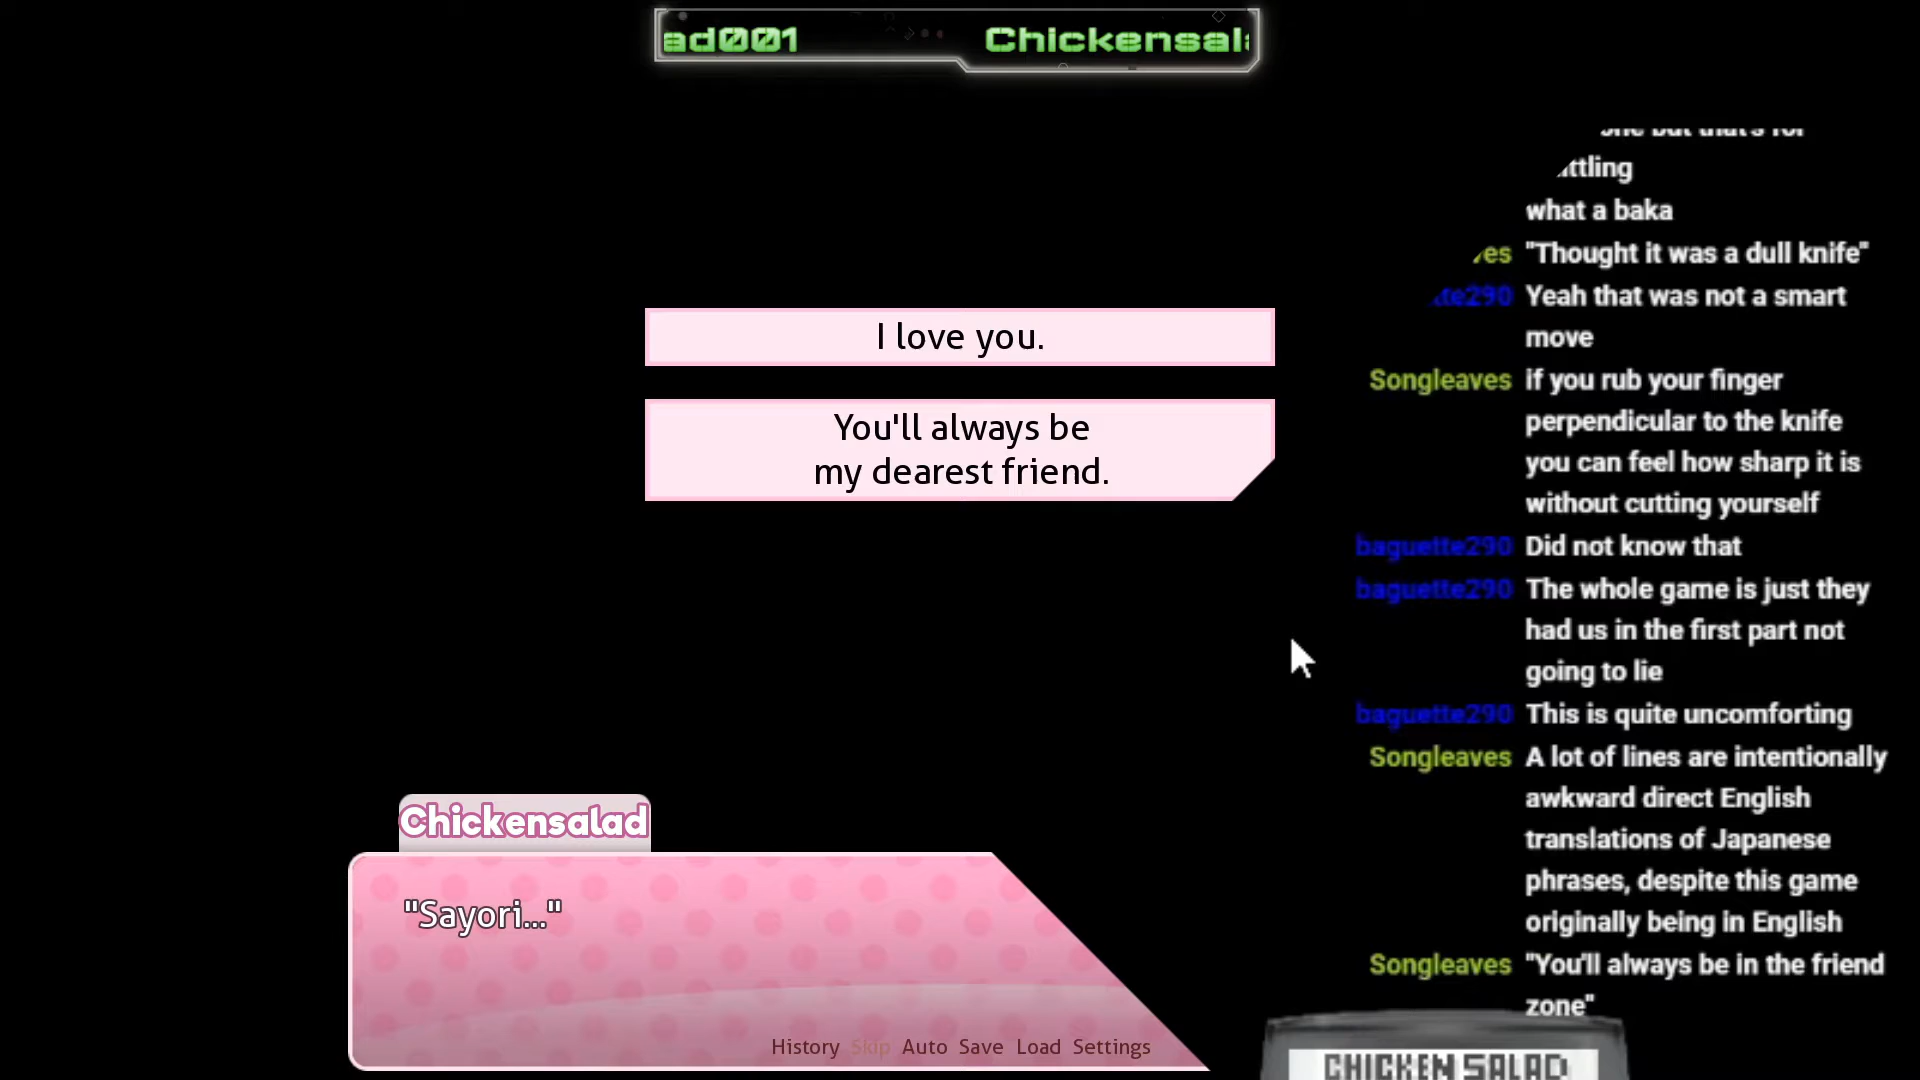 ad001 Chickensal
ttling
what a baka
es "Thought it was a dull knife"
te290 Yeah that was not a smart
move
Songleaves if you rub your finger
perpendicular to the knife
you can feel how sharp it is
without cutting yourself
baguette290 Did not know that
baguette290 The whole game is just they
had us in the first part not
going to lie
baguette290 This is quite uncomforting
Songleaves A lot of lines are intentionally
awkward direct English
translations of Japanese
phrases, despite this game
originally being in English
Songleaves "You'll always be in the friend
zone"
I love you.
You'll always be
my dearest friend.
Chickensalad
"Sayori..."
History Skip Auto Save Load Settings
CHICKEN SALAD